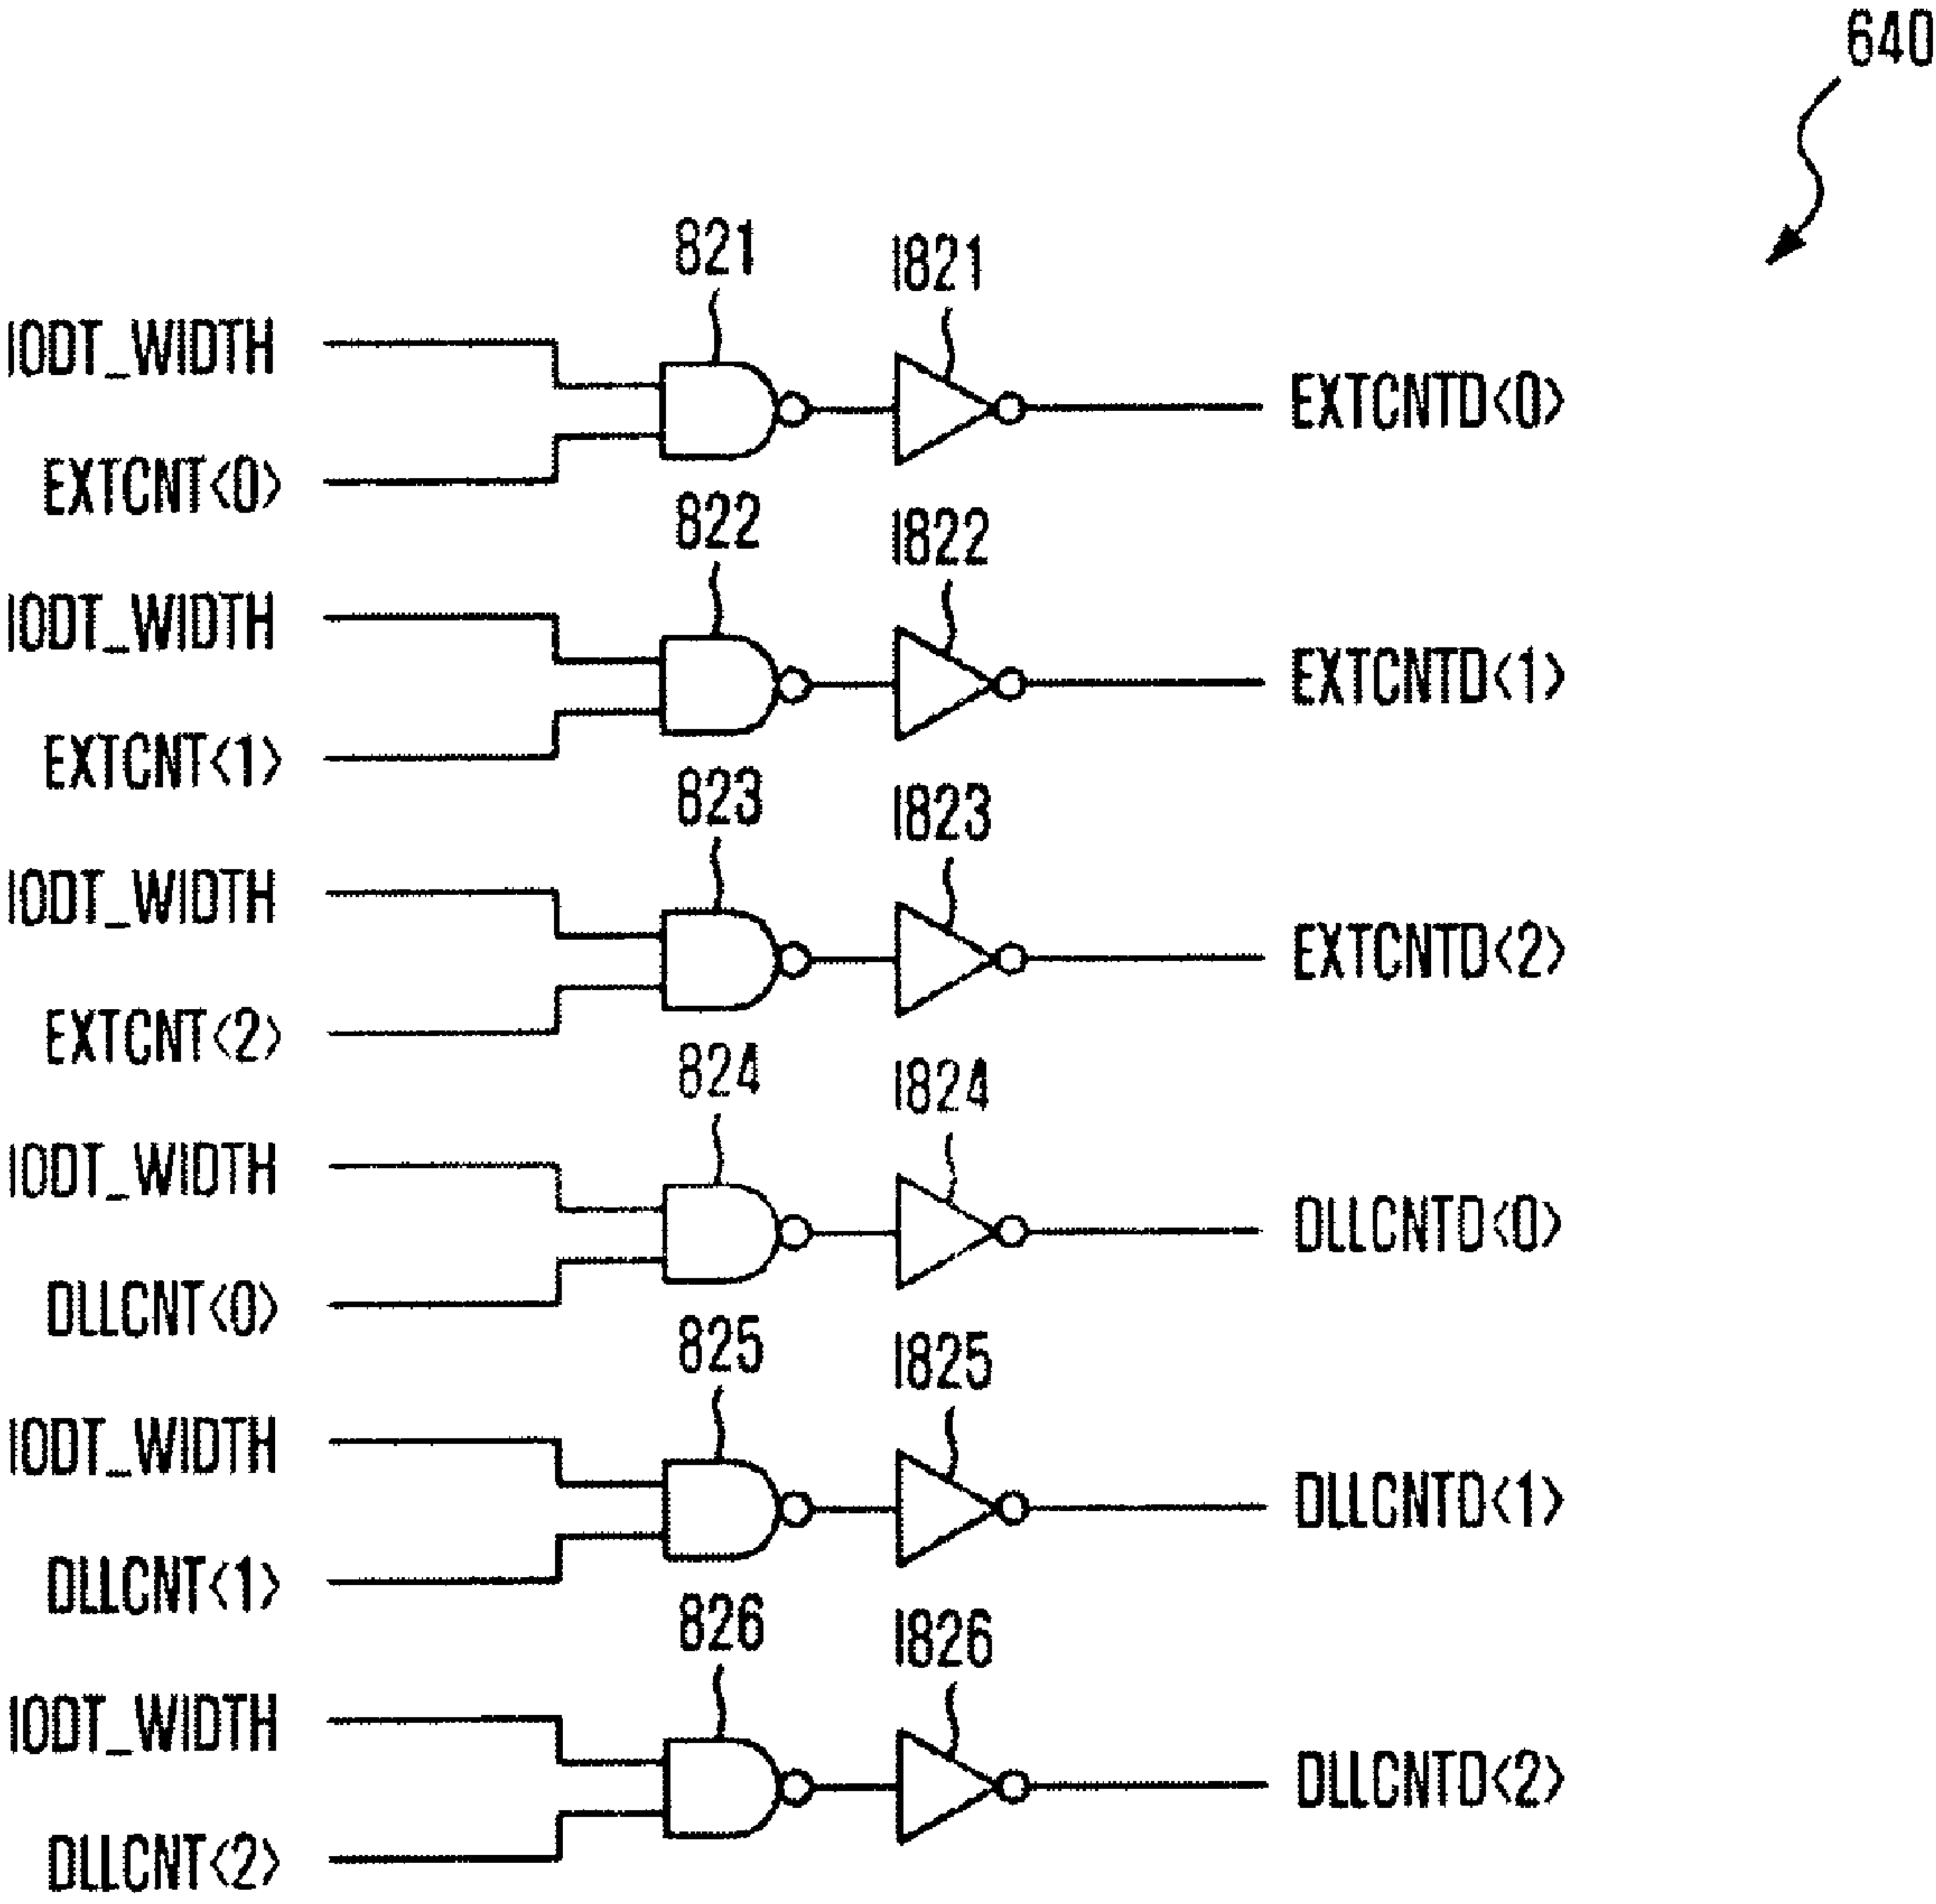 640
821
I821
IODT_WIDTH
EXTCNTD<0>
EXTCNT<0>
822
I822
IODT_WIDTH
EXTCNTD<1>
EXTCNT<1>
823
I823
IODT_WIDTH
EXTCNTD<2>
EXTCNT<2>
824
I824
IODT_WIDTH
DLLCNTD<0>
DLLCNT<0>
825
I825
IODT_WIDTH
DLLCNTD<1>
DLLCNT<1>
826
I826
IODT_WIDTH
DLLCNTD<2>
DLLCNT<2>